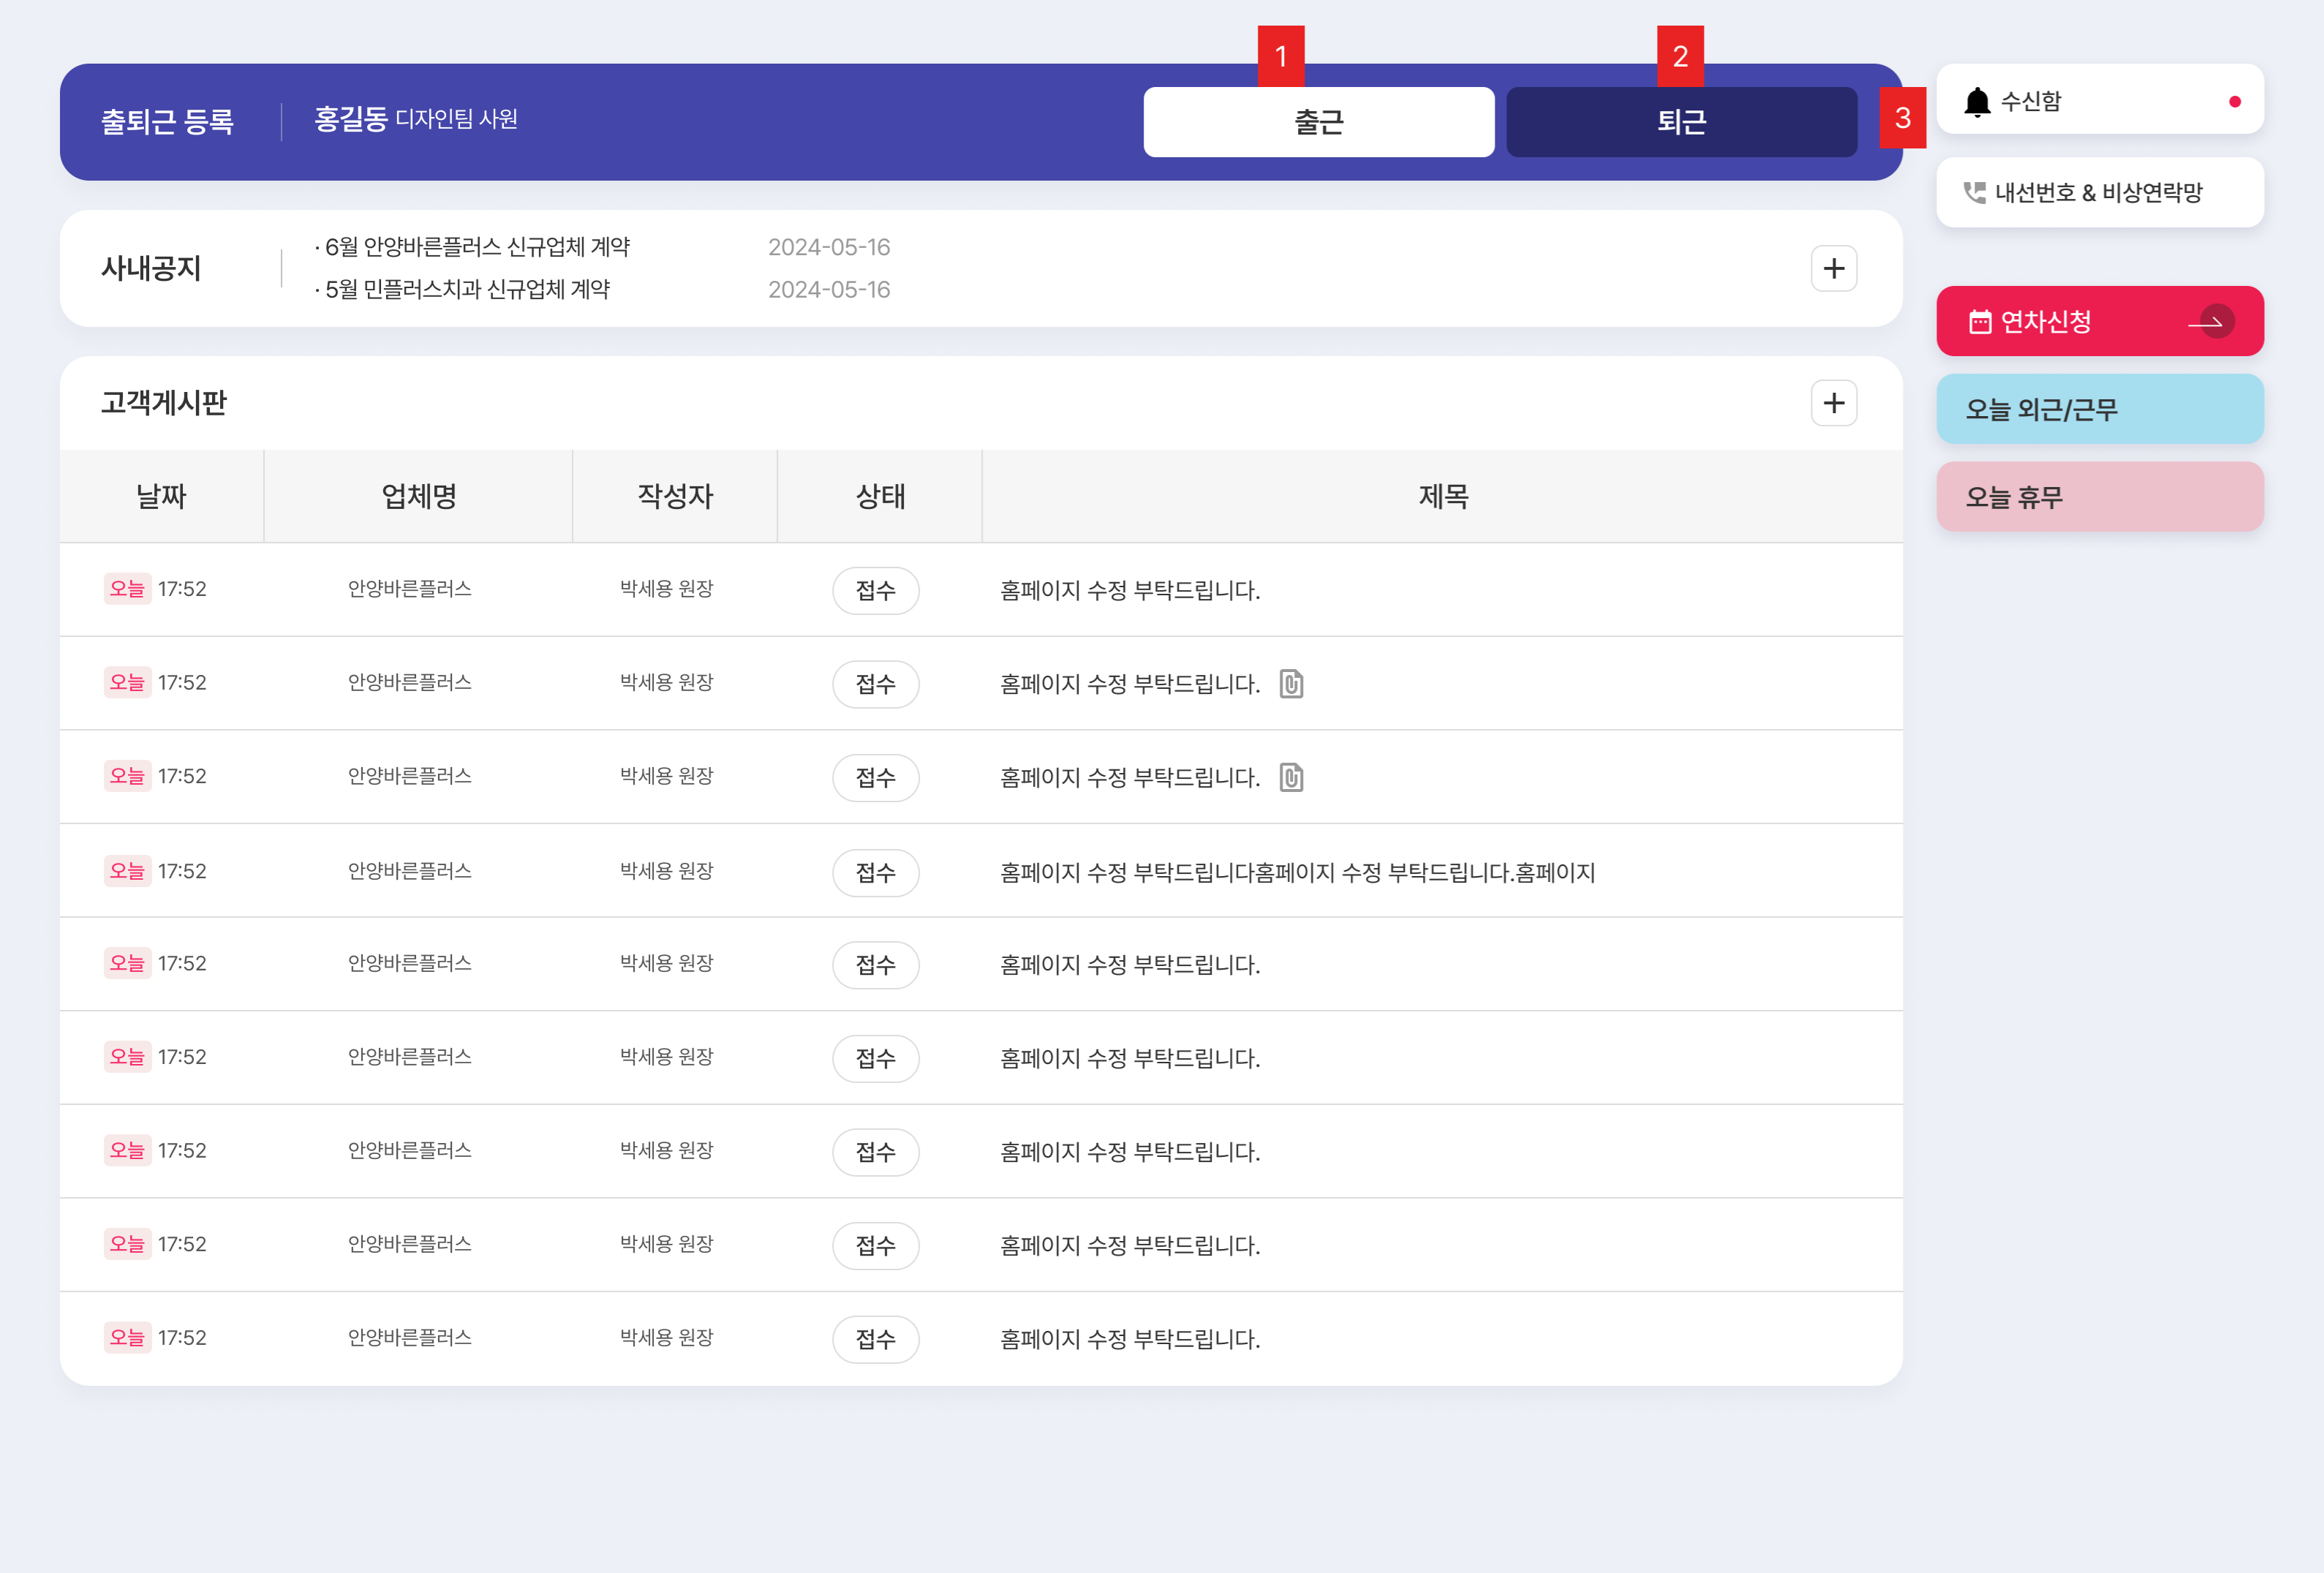 1
2
출퇴근 등록
홍길동 디자인팀 사원
출근
퇴근
3
수신함
내선번호 & 비상연락망
사내공지
· 6월 안양바른플러스 신규업체 계약 2024-05-16
· 5월 민플러스치과 신규업체 계약 2024-05-16
+
연차신청
오늘 외근/근무
오늘 휴무
고객게시판
+
날짜 업체명 작성자 상태 제목
오늘 17:52 안양바른플러스 박세용 원장 접수 홈페이지 수정 부탁드립니다.
오늘 17:52 안양바른플러스 박세용 원장 접수 홈페이지 수정 부탁드립니다.
오늘 17:52 안양바른플러스 박세용 원장 접수 홈페이지 수정 부탁드립니다.
오늘 17:52 안양바른플러스 박세용 원장 접수 홈페이지 수정 부탁드립니다홈페이지 수정 부탁드립니다.홈페이지
오늘 17:52 안양바른플러스 박세용 원장 접수 홈페이지 수정 부탁드립니다.
오늘 17:52 안양바른플러스 박세용 원장 접수 홈페이지 수정 부탁드립니다.
오늘 17:52 안양바른플러스 박세용 원장 접수 홈페이지 수정 부탁드립니다.
오늘 17:52 안양바른플러스 박세용 원장 접수 홈페이지 수정 부탁드립니다.
오늘 17:52 안양바른플러스 박세용 원장 접수 홈페이지 수정 부탁드립니다.